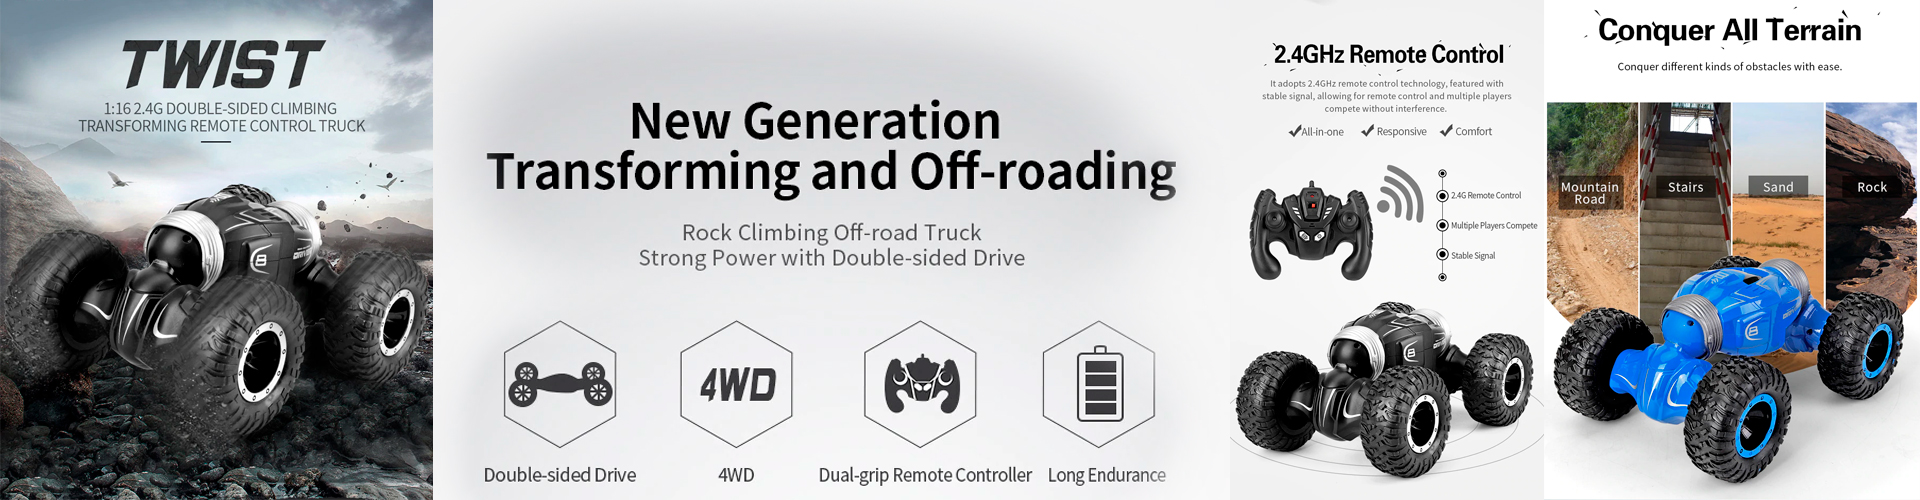 TWIST
1:16 2.4G DOUBLE-SIDED CLIMBING
TRANSFORMING REMOTE CONTROL TRUCK
8
New Generation
Transforming and Off-roading
Rock Climbing Off-road Truck
Strong Power with Double-sided Drive
4WD
Double-sided Drive
4WD
Dual-grip Remote Controller
Long Endurance
2.4GHz Remote Control
It adopts 2.4GHz remote control technology, featured with
stable signal, allowing for remote control and multiple players
compete without interference.
All-in-one
Responsive
Comfort
2.4G Remote Control
Multiple Players Compete
Stable Signal
8
Conquer All Terrain
Conquer different kinds of obstacles with ease.
Mountain
Road
Stairs
Sand
Rock
8